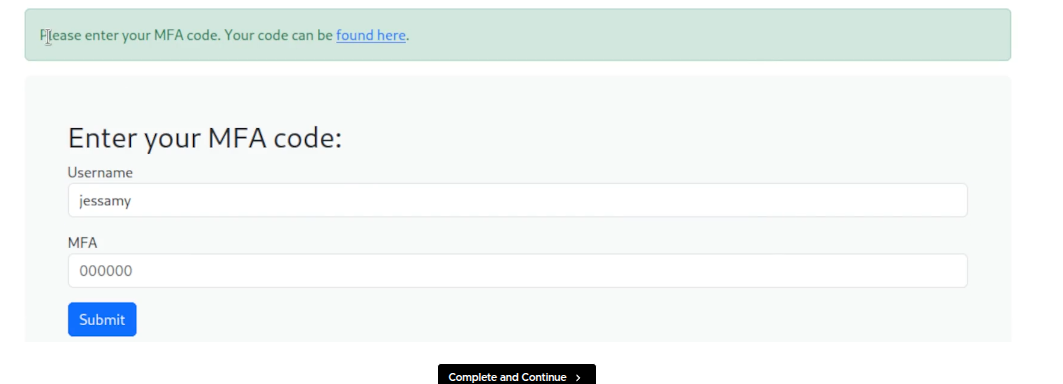 Please enter your MFA code. Your code can be found here.
Enter your MFA code:
Username
jessamy
MFA
000000
Submit
Complete and Continue >